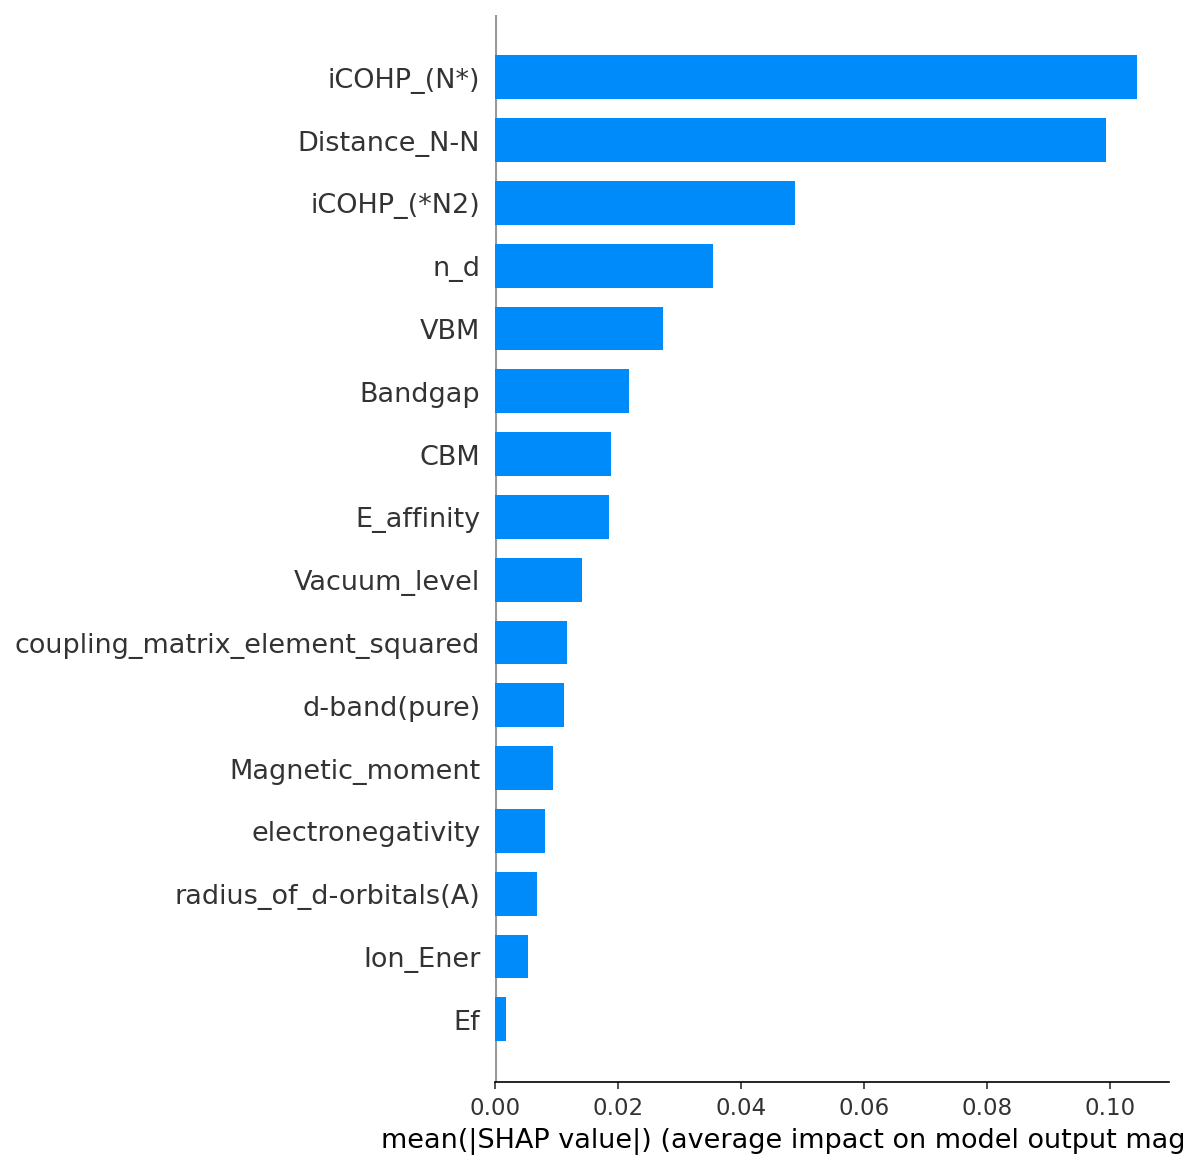 iCOHP_(N*)
Distance_N-N
iCOHP_(*N2)
n_d
VBM
Bandgap
CBM
E_affinity
Vacuum_level
coupling_matrix_element_squared
d-band(pure)
Magnetic_moment
electronegativity
radius_of_d-orbitals(A)
Ion_Ener
Ef
0.00 0.02 0.04 0.06 0.08 0.10
mean(|SHAP value|) (average impact on model output mag